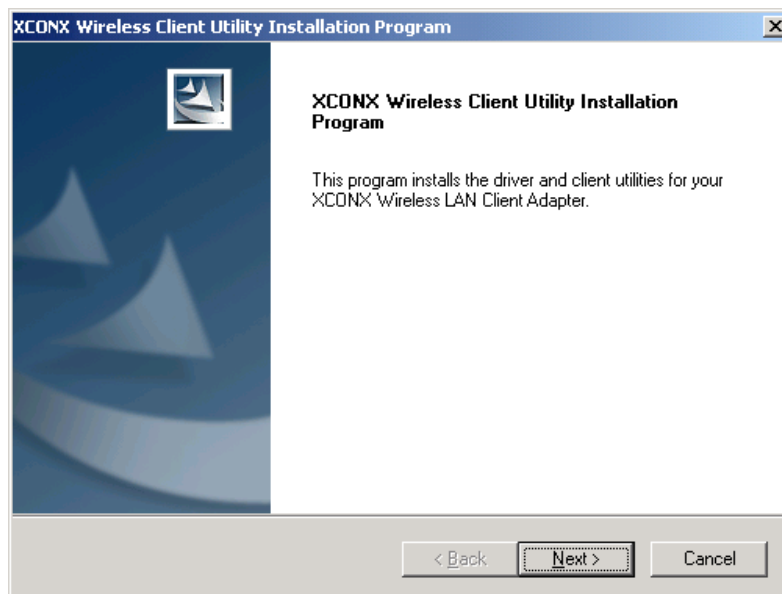 XCONX Wireless Client Utility Installation Program
XCONX Wireless Client Utility Installation
Program
This program installs the driver and client utilities for your
XCONX Wireless LAN Client Adapter.
< Back Next > Cancel